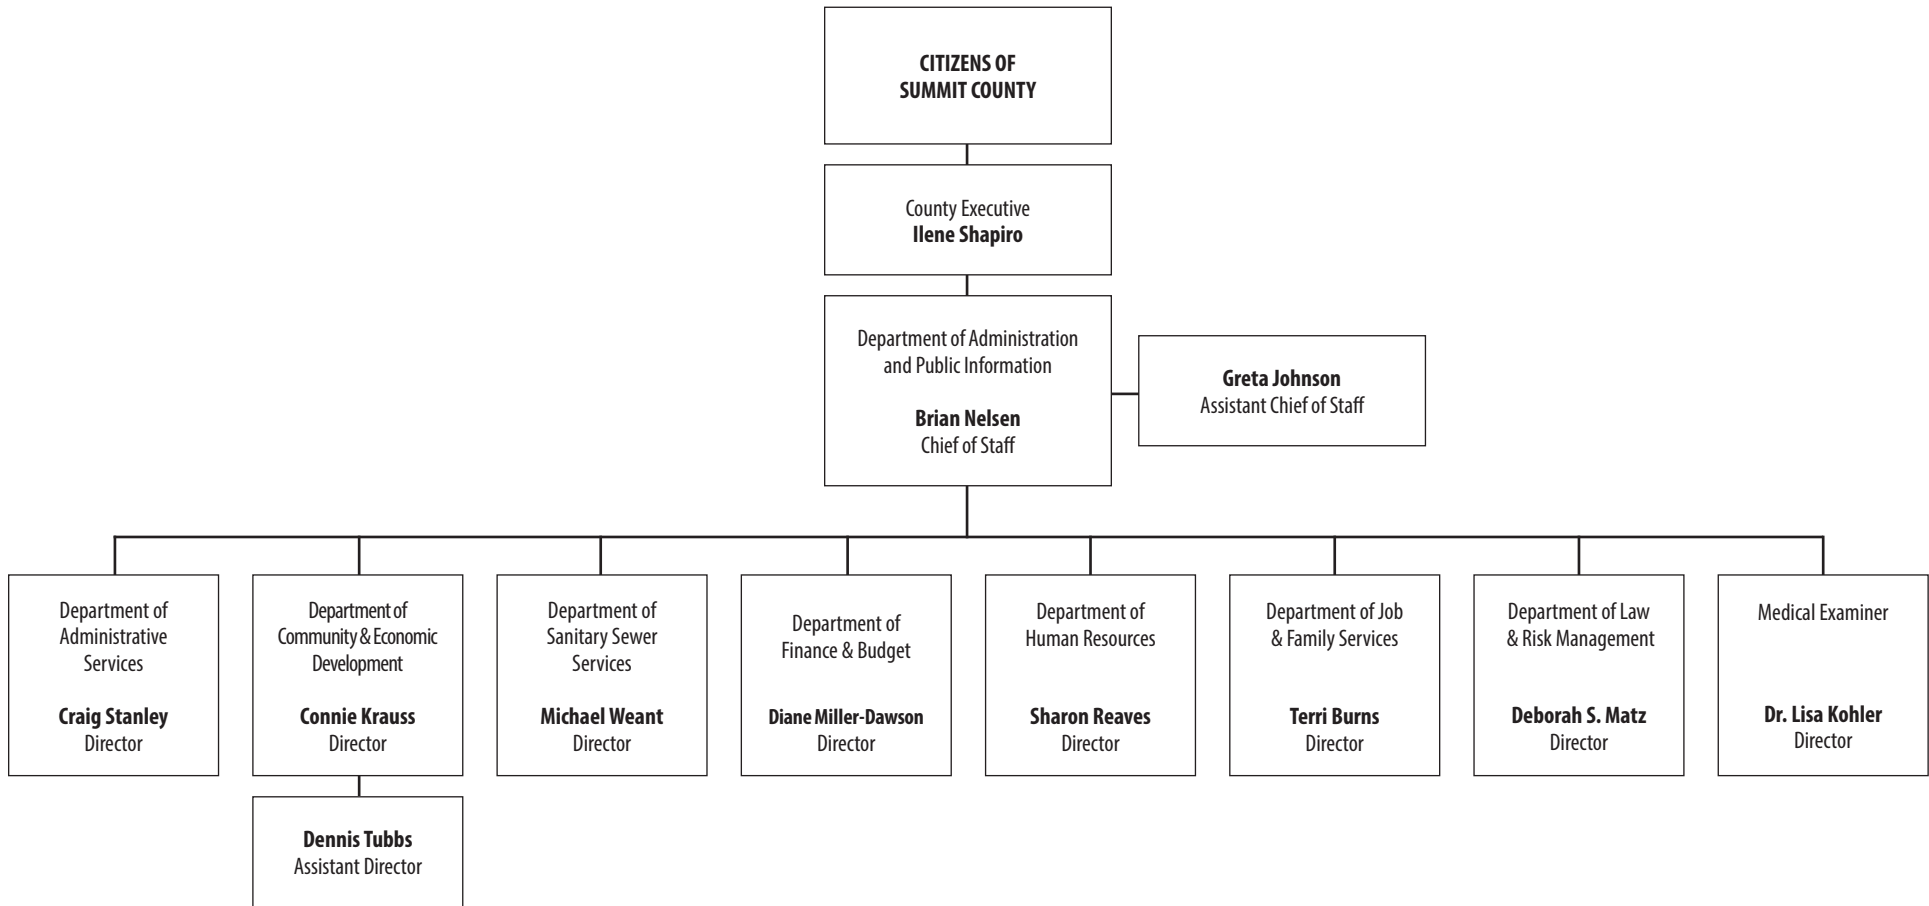 CITIZENS OF
SUMMIT COUNTY
County Executive
Ilene Shapiro
Department of Administration
and Public Information
Brian Nelsen
Chief of Staff
Greta Johnson
Assistant Chief of Staff
Department of
Administrative
Services
Craig Stanley
Director
Department of
Community & Economic
Development
Connie Krauss
Director
Department of
Sanitary Sewer
Services
Michael Weant
Director
Department of
Finance & Budget
Diane Miller-Dawson
Director
Department of
Human Resources
Sharon Reaves
Director
Department of Job
& Family Services
Terri Burns
Director
Department of Law
& Risk Management
Deborah S. Matz
Director
Medical Examiner
Dr. Lisa Kohler
Director
Dennis Tubbs
Assistant Director